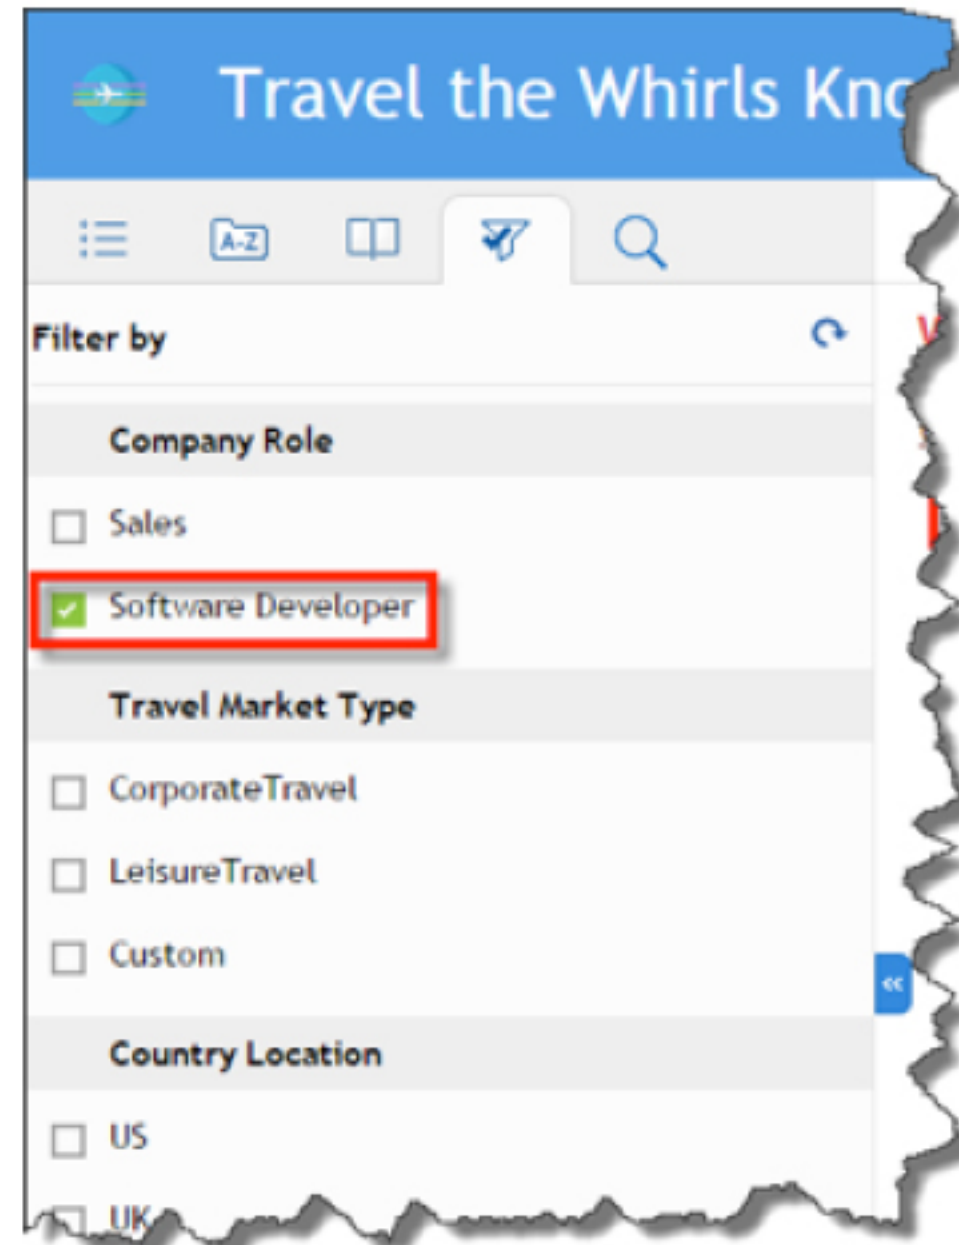 Travel the Whirls Kno
A-Z
Filter by
Company Role
Sales
Software Developer
Travel Market Type
CorporateTravel
LeisureTravel
Custom
Country Location
US
UK